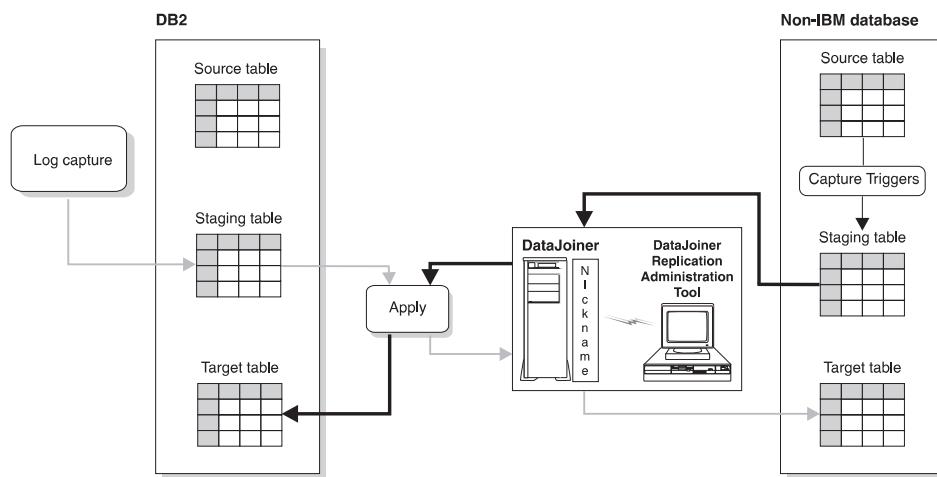 DB2
Non-IBM database
Source table
Source table
Log capture
Capture Triggers
Staging table
Staging table
DataJoiner
DataJoiner
Replication
Administration
Tool
NIckname
Apply
Target table
Target table